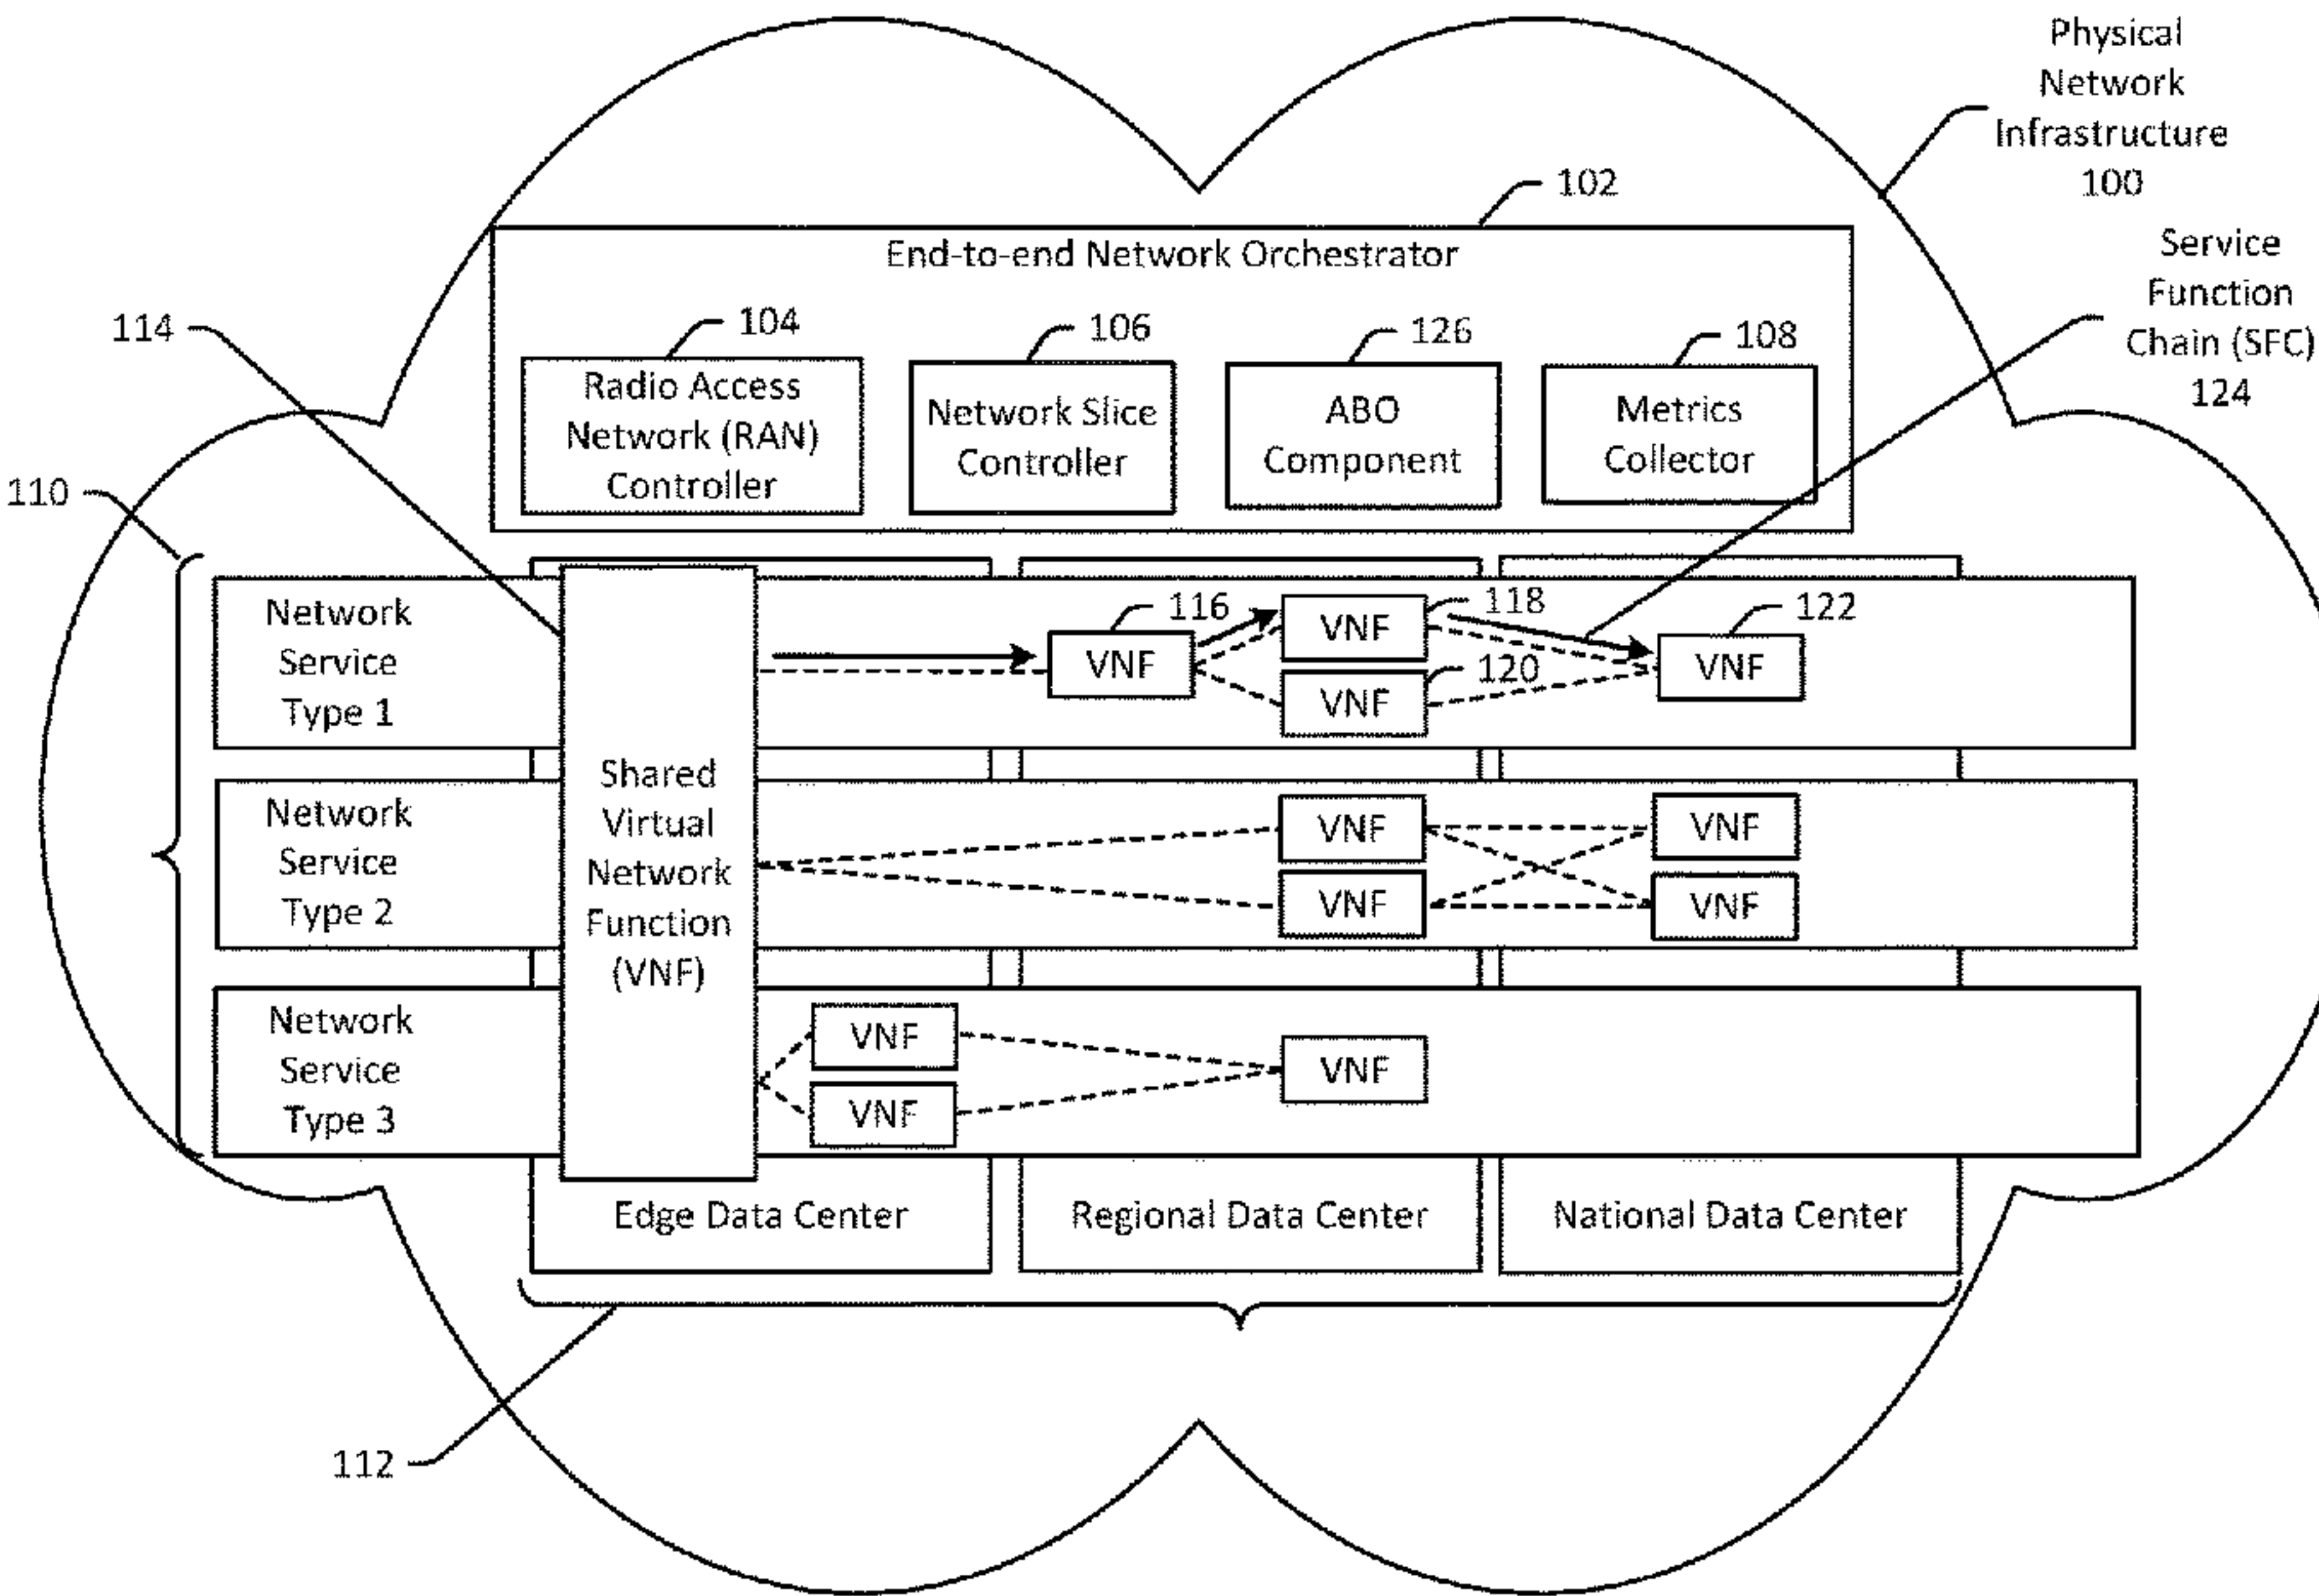 Physical
Network
Infrastructure
100
102
End-to-end Network Orchestrator
Service
Function
Chain (SFC)
124
114
104
106
126
108
Radio Access
Network (RAN)
Controller
Network Slice
Controller
ABO
Component
Metrics
Collector
110
Network
Service
Type 1
116
VNF
118
VNF
120
VNF
122
VNF
Shared
Virtual
Network
Function
(VNF)
Network
Service
Type 2
VNF
VNF
VNF
VNF
Network
Service
Type 3
VNF
VNF
VNF
Edge Data Center
Regional Data Center
National Data Center
112